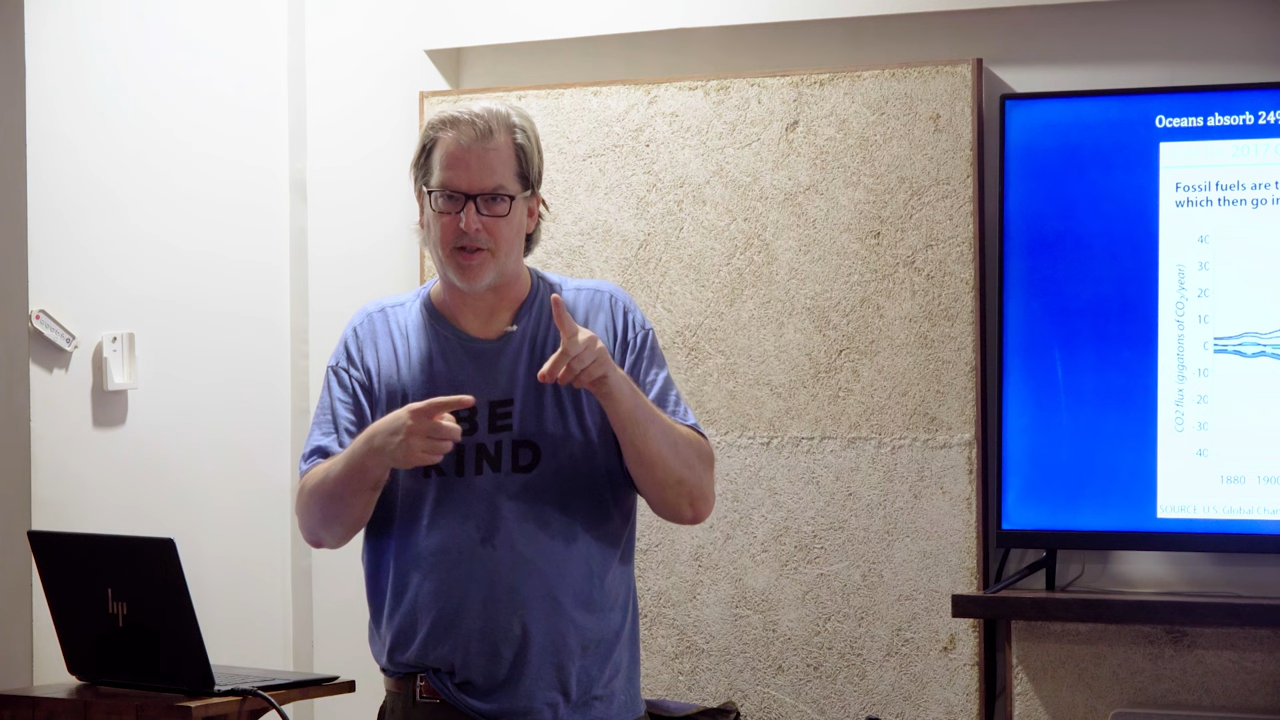 BE
KIND
hp
Oceans absorb 24%
2017
Fossil fuels are t
which then go in
CO2 flux (gigatons of CO2/year)
40
30
20
10
0
-10
-20
-30
40
1880 1900
SOURCE: U.S. Global Chan